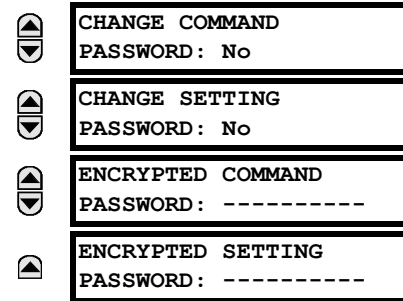 CHANGE COMMAND
PASSWORD: No
CHANGE SETTING
PASSWORD: No
ENCRYPTED COMMAND
PASSWORD: ----------
ENCRYPTED SETTING
PASSWORD: ----------